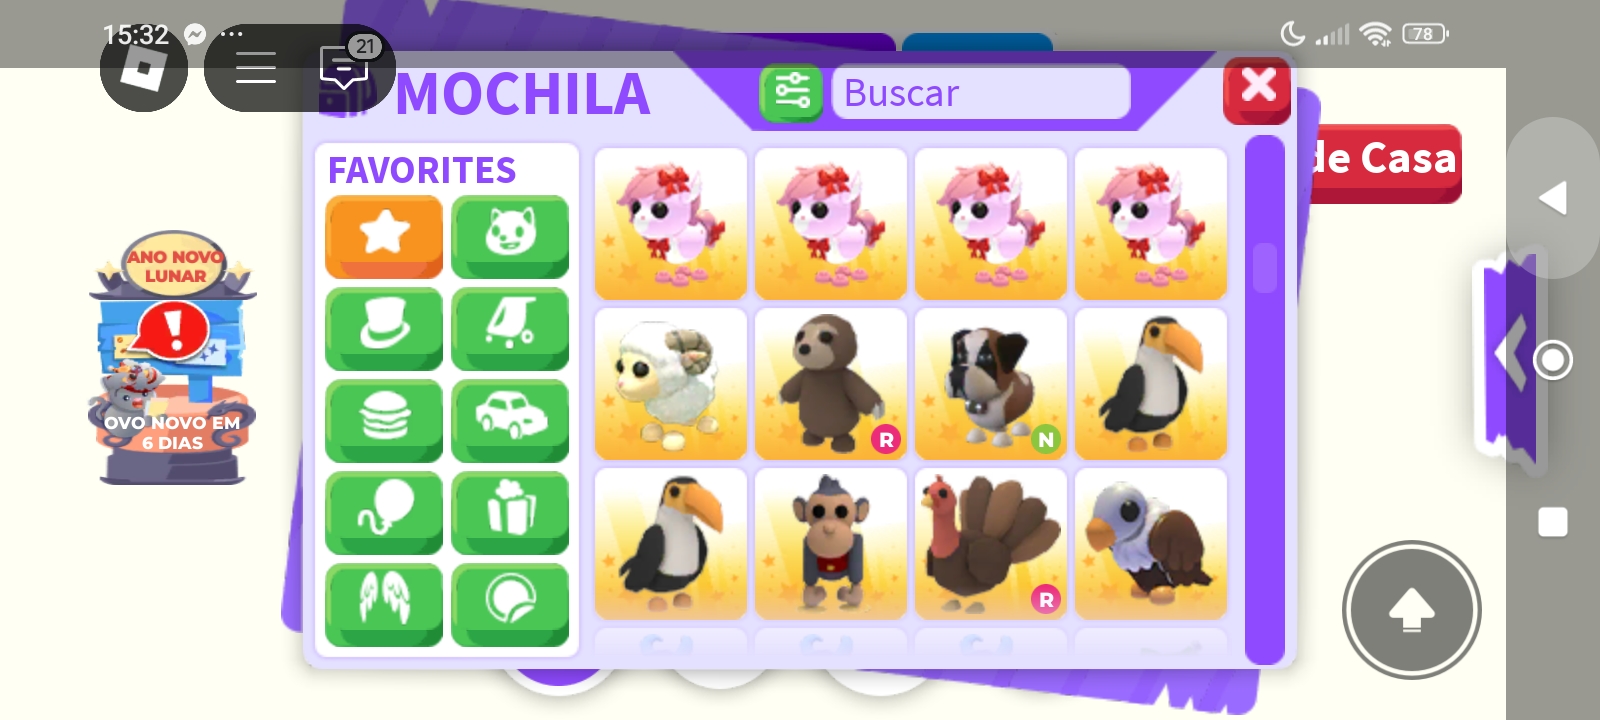 15:32
21
78
MOCHILA
Buscar
de Casa
FAVORITES
ANO NOVO
LUNAR
OVO NOVO EM
6 DIAS
R
N
R